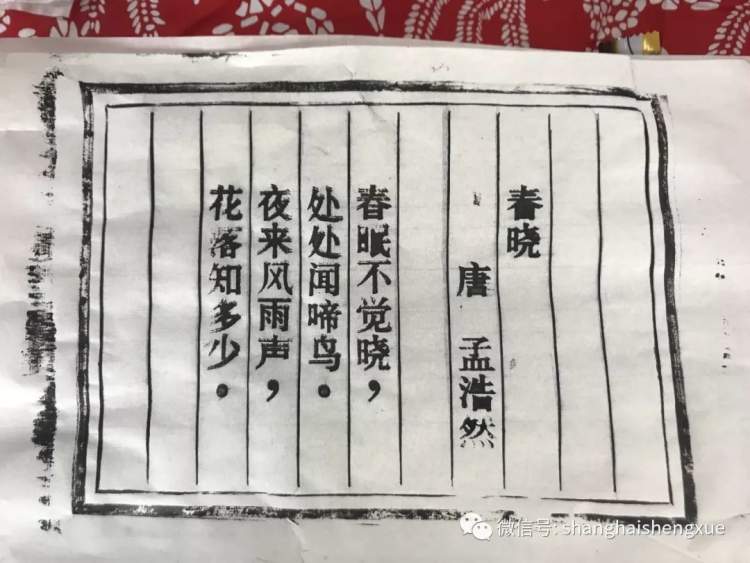 春晓
唐 孟浩然
春眠不觉晓，
处处闻啼鸟.
夜来风雨声，
花落知多少.
微信号: shanghaishengxue